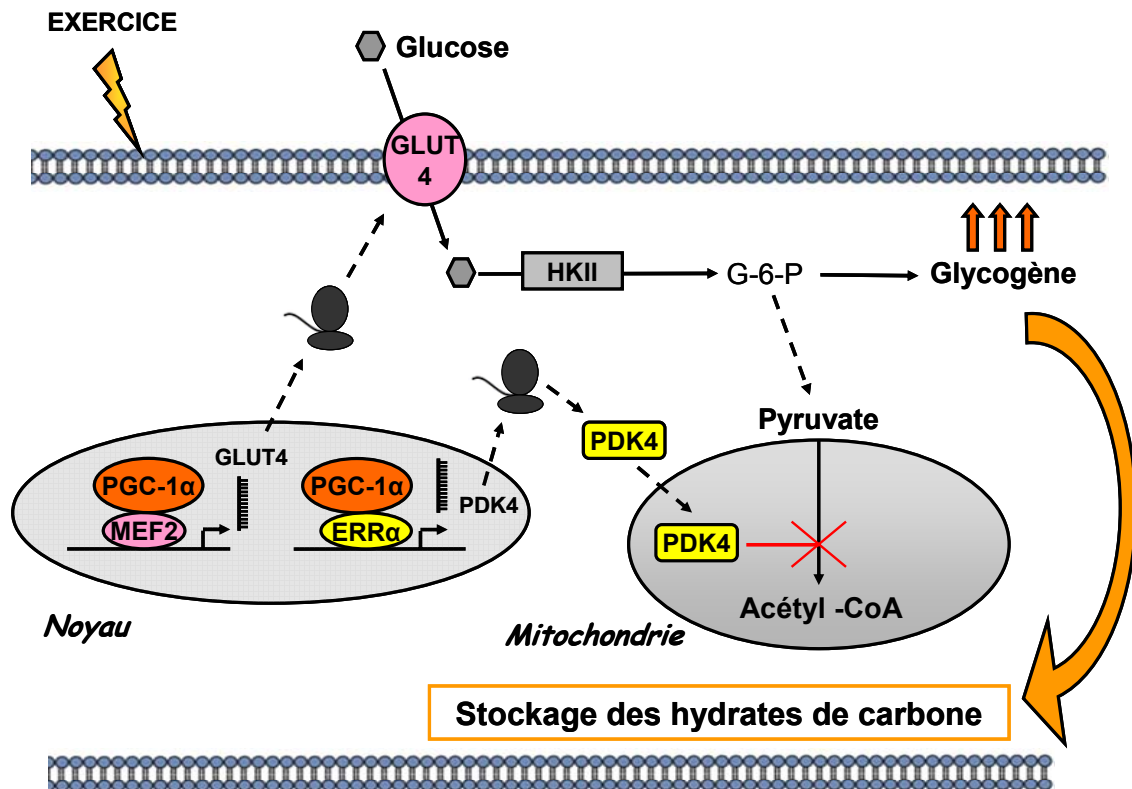 EXERCICE
Glucose
GLUT
4
HKII
G-6-P
Glycogène
Pyruvate
PDK4
GLUT4
PGC-1α
MEF2
PGC-1α
ERRα
PDK4
PDK4
Acétyl -CoA
Noyau
Mitochondrie
Stockage des hydrates de carbone